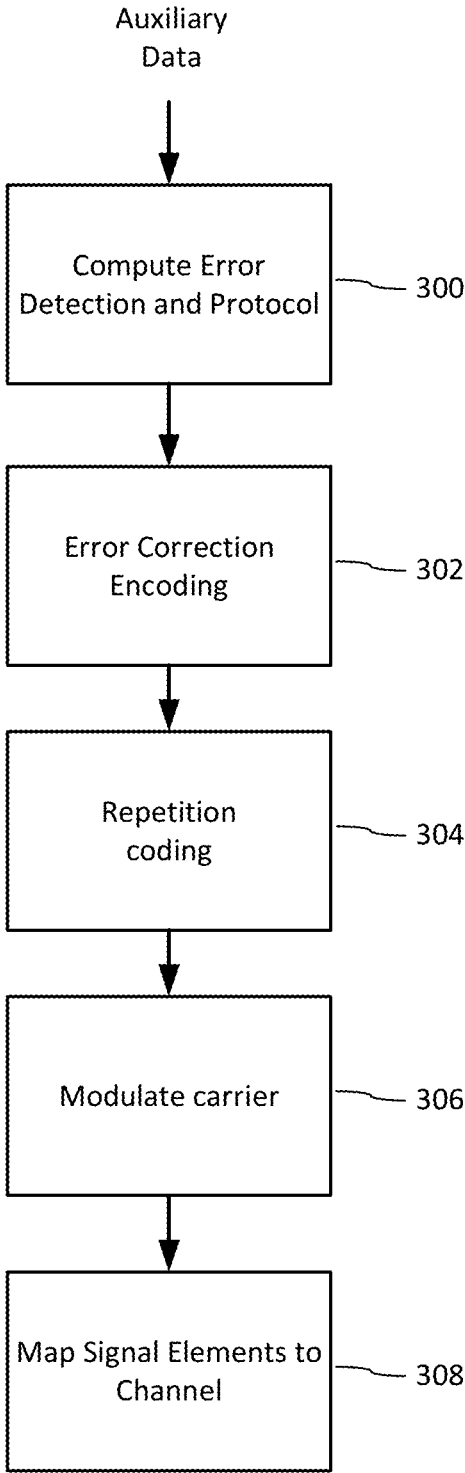 Auxiliary
Data
Compute Error
Detection and Protocol
300
Error Correction
Encoding
302
Repetition
coding
304
Modulate carrier
306
Map Signal Elements to
Channel
308